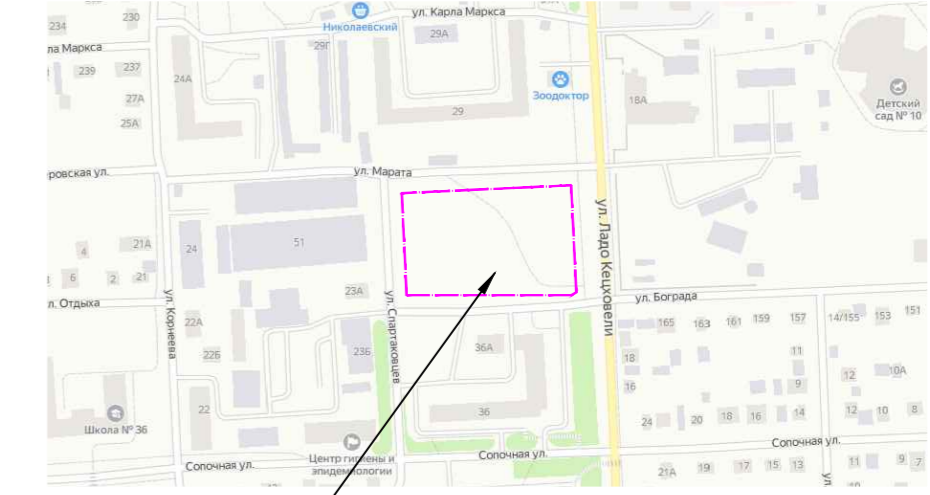 ул. Карла Маркса
234
230
Николаевский
29А
ла Маркса
29Г
239
237
24А
27А
25А
29
Зоодоктор
18А
Детский
сад № 10
ровская ул.
ул. Марата
ул. Ладо Кецховели
4
21А
24
51
6
2
21
23А
л. Отдыха
ул. Корнеева
ул. Спартаковцев
ул. Бограда
22А
22Б
23Б
36А
165
163
161
159
157
14/155
153
151
18
11
16
9
12
10А
22
36
Школа № 36
24
20
18
16
14
12
10
8
Центр гигиены и
эпидемиологии
Сопочная ул.
Сопочная ул.
Сопочная ул.
21А
19
17
15
13
11
9
7
ул.